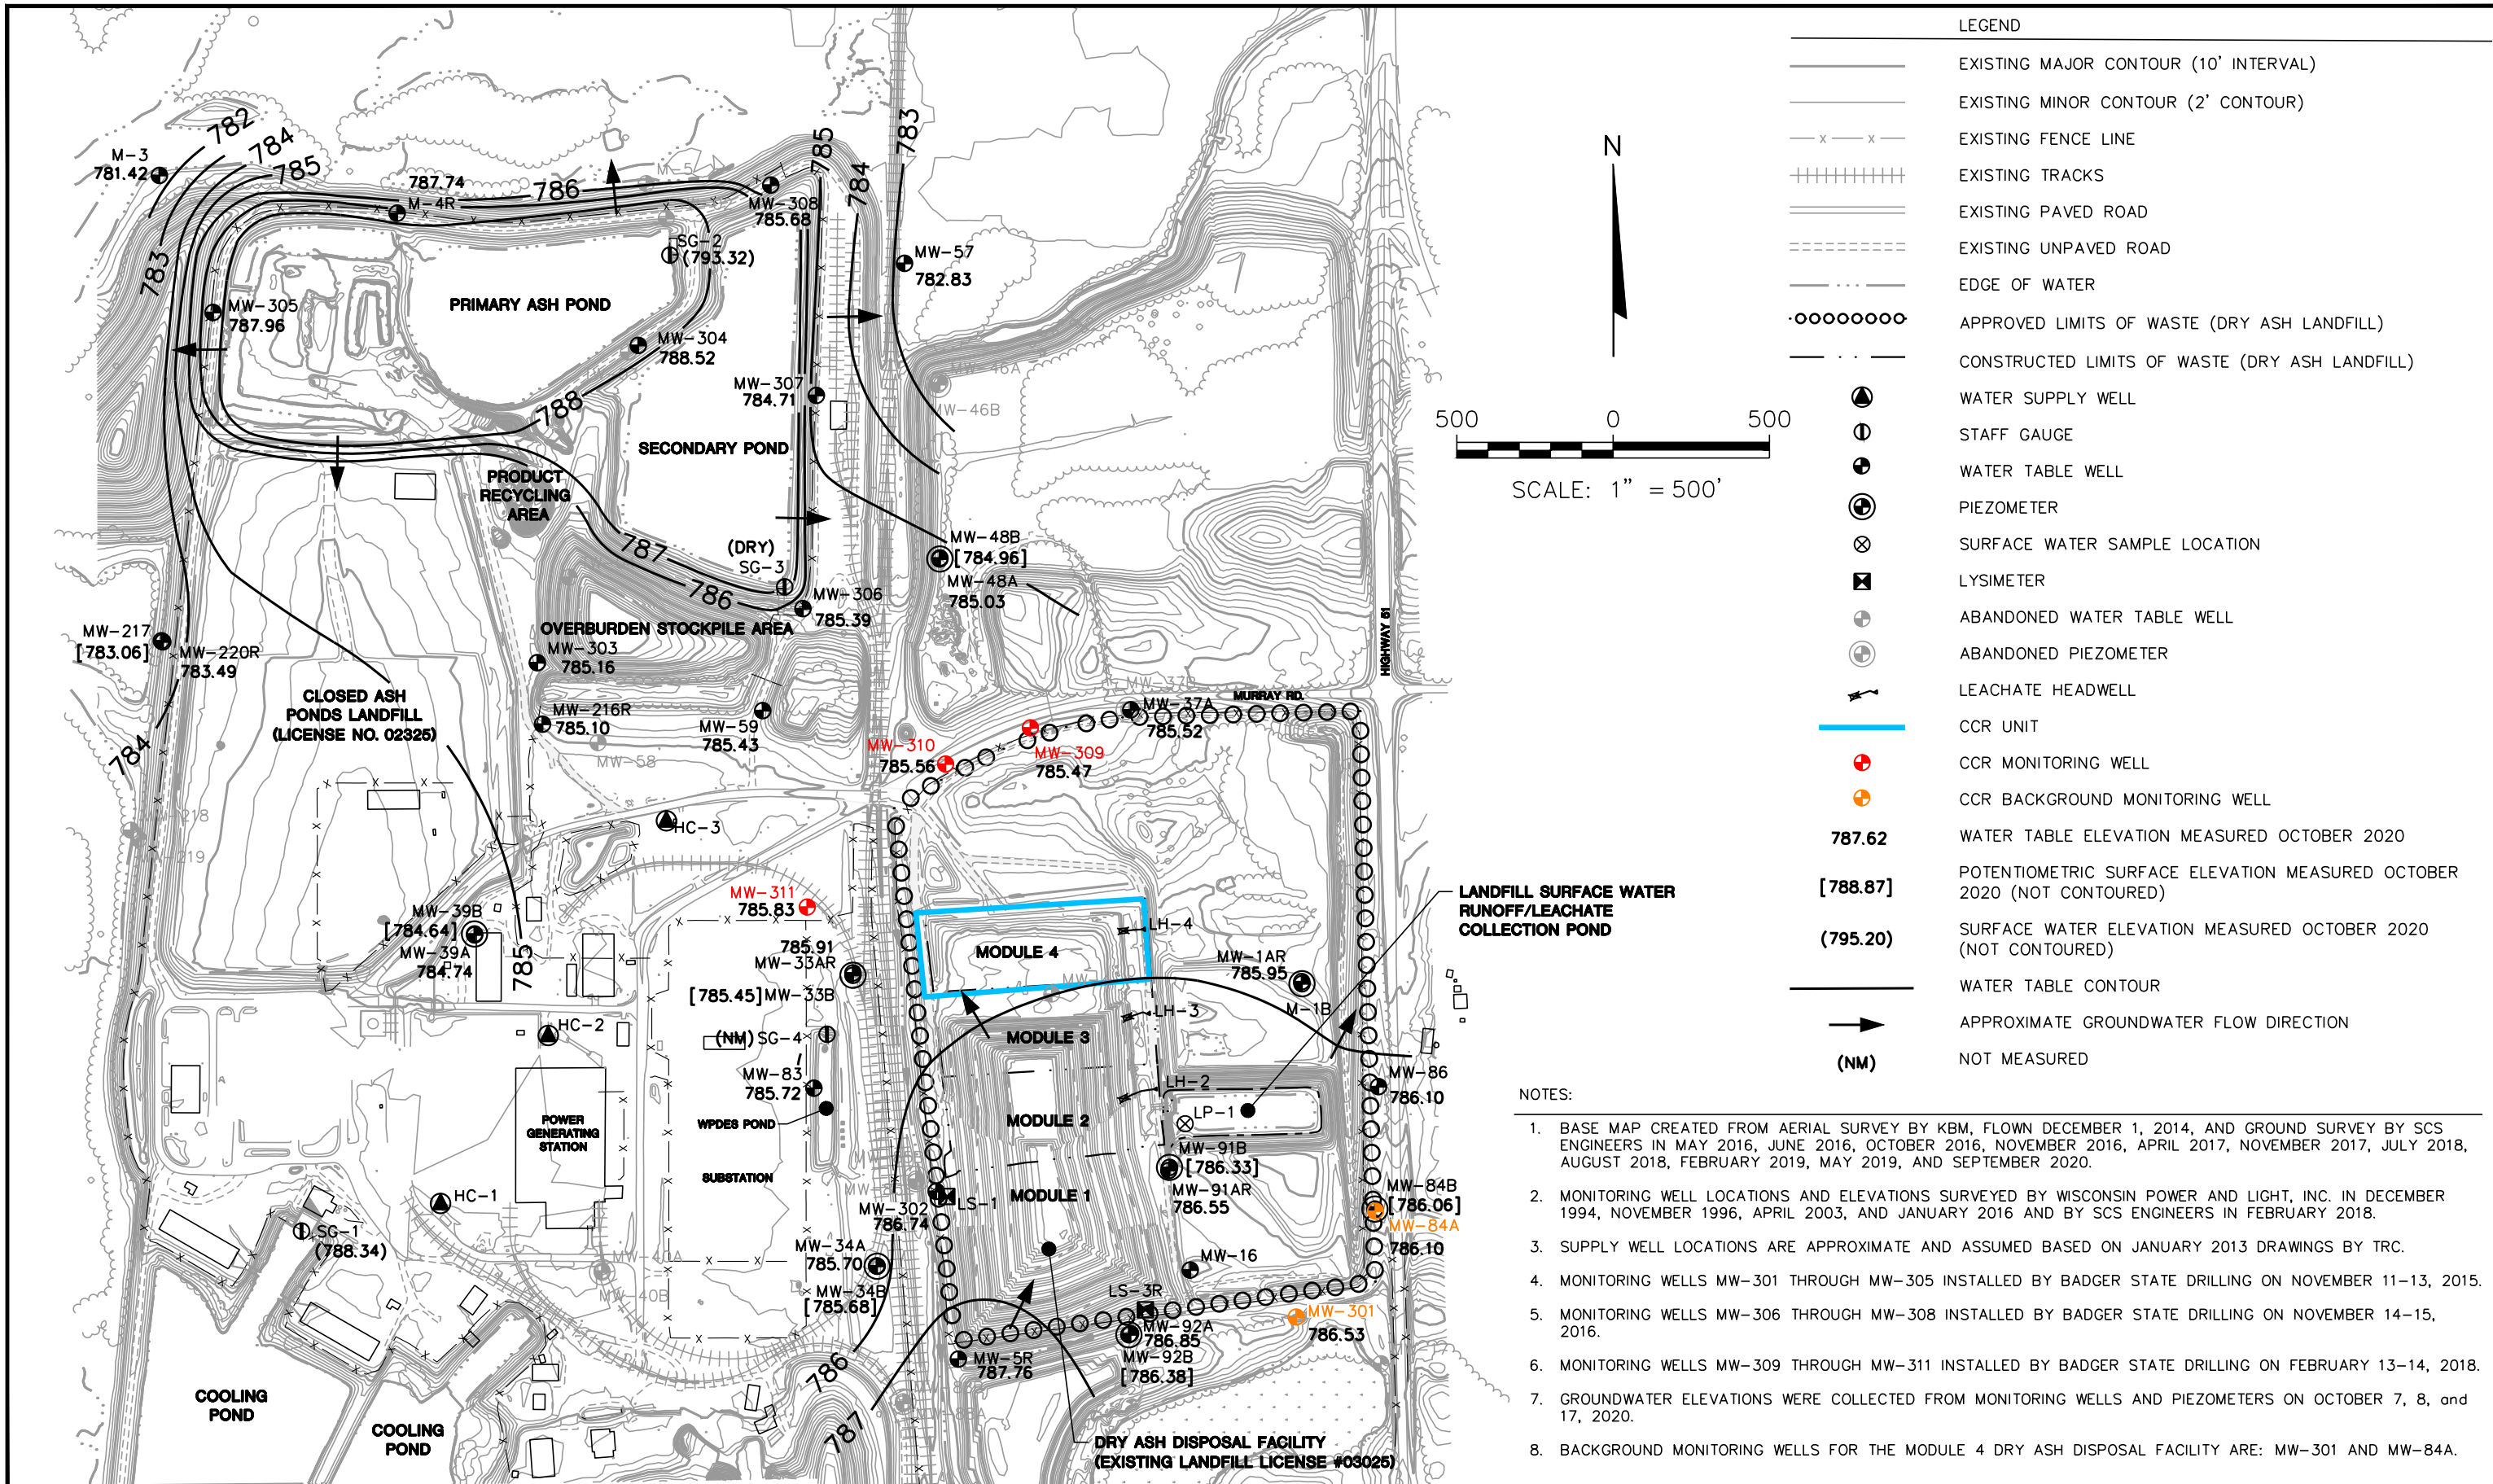 782
784
785
783
M-3
781.42
787.74
M-4R
786
M-5
MW-308
785.68
785
784
783
SG-2
(793.32)
MW-57
782.83
MW-305
787.96
PRIMARY ASH POND
MW-304
788.52
MW-307
784.71
MW-46A
MW-46B
788
SECONDARY POND
PRODUCT
RECYCLING
AREA
787
786
(DRY)
SG-3
MW-48B
[784.96]
MW-48A
785.03
MW-306
785.39
OVERBURDEN STOCKPILE AREA
MW-303
785.16
MW-217
[783.06]
MW-220R
783.49
CLOSED ASH
PONDS LANDFILL
(LICENSE NO. 02325)
784
MW-216R
785.10
MW-58
MW-59
785.43
MW-310
785.56
MW-309
785.47
MW-37A
785.52
MURRAY RD.
HIGHWAY 51
HC-3
MW-311
785.83
MW-39B
[784.64]
MW-39A
784.74
785
785.91
MW-33AR
[785.45]
MW-33B
MODULE 4
LH-4
MW-1AR
785.95
M-1B
LANDFILL SURFACE WATER
RUNOFF/LEACHATE
COLLECTION POND
HC-2
(NM) SG-4
MODULE 3
LH-3
MW-83
785.72
WPDES POND
LH-2
MW-86
786.10
LP-1
POWER
GENERATING
STATION
MODULE 2
SUBSTATION
MW-91B
[786.33]
MW-91AR
786.55
MW-84B
[786.06]
MW-84A
786.10
HC-1
MODULE 1
LS-1
MW-302
786.74
SG-1
(788.34)
MW-40A
MW-40B
MW-34A
785.70
MW-34B
[785.68]
MW-16
LS-3R
MW-92A
786.85
MW-92B
[786.38]
MW-301
786.53
MW-5R
787.76
786
787
COOLING
POND
COOLING
POND
DRY ASH DISPOSAL FACILITY
(EXISTING LANDFILL LICENSE #03025)
N
500
0
500
SCALE: 1" = 500'
LEGEND
EXISTING MAJOR CONTOUR (10' INTERVAL)
EXISTING MINOR CONTOUR (2' CONTOUR)
EXISTING FENCE LINE
EXISTING TRACKS
EXISTING PAVED ROAD
EXISTING UNPAVED ROAD
EDGE OF WATER
APPROVED LIMITS OF WASTE (DRY ASH LANDFILL)
CONSTRUCTED LIMITS OF WASTE (DRY ASH LANDFILL)
WATER SUPPLY WELL
STAFF GAUGE
WATER TABLE WELL
PIEZOMETER
SURFACE WATER SAMPLE LOCATION
LYSIMETER
ABANDONED WATER TABLE WELL
ABANDONED PIEZOMETER
LEACHATE HEADWELL
CCR UNIT
CCR MONITORING WELL
CCR BACKGROUND MONITORING WELL
787.62 WATER TABLE ELEVATION MEASURED OCTOBER 2020
[788.87] POTENTIOMETRIC SURFACE ELEVATION MEASURED OCTOBER
2020 (NOT CONTOURED)
(795.20) SURFACE WATER ELEVATION MEASURED OCTOBER 2020
(NOT CONTOURED)
WATER TABLE CONTOUR
APPROXIMATE GROUNDWATER FLOW DIRECTION
(NM) NOT MEASURED
NOTES:
1. BASE MAP CREATED FROM AERIAL SURVEY BY KBM, FLOWN DECEMBER 1, 2014, AND GROUND SURVEY BY SCS
ENGINEERS IN MAY 2016, JUNE 2016, OCTOBER 2016, NOVEMBER 2016, APRIL 2017, NOVEMBER 2017, JULY 2018,
AUGUST 2018, FEBRUARY 2019, MAY 2019, AND SEPTEMBER 2020.
2. MONITORING WELL LOCATIONS AND ELEVATIONS SURVEYED BY WISCONSIN POWER AND LIGHT, INC. IN DECEMBER
1994, NOVEMBER 1996, APRIL 2003, AND JANUARY 2016 AND BY SCS ENGINEERS IN FEBRUARY 2018.
3. SUPPLY WELL LOCATIONS ARE APPROXIMATE AND ASSUMED BASED ON JANUARY 2013 DRAWINGS BY TRC.
4. MONITORING WELLS MW-301 THROUGH MW-305 INSTALLED BY BADGER STATE DRILLING ON NOVEMBER 11-13, 2015.
5. MONITORING WELLS MW-306 THROUGH MW-308 INSTALLED BY BADGER STATE DRILLING ON NOVEMBER 14-15,
2016.
6. MONITORING WELLS MW-309 THROUGH MW-311 INSTALLED BY BADGER STATE DRILLING ON FEBRUARY 13-14, 2018.
7. GROUNDWATER ELEVATIONS WERE COLLECTED FROM MONITORING WELLS AND PIEZOMETERS ON OCTOBER 7, 8, and
17, 2020.
8. BACKGROUND MONITORING WELLS FOR THE MODULE 4 DRY ASH DISPOSAL FACILITY ARE: MW-301 AND MW-84A.